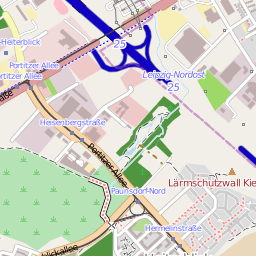 -Heiterblick
Portitzer Allee
Portitzer Allee
25
Leipzig-Nordost
25
Heisenbergstraße
Portitzer Allee
Paunsdorf-Nord
Lärmschutzwall Kie
Hermelinstraße